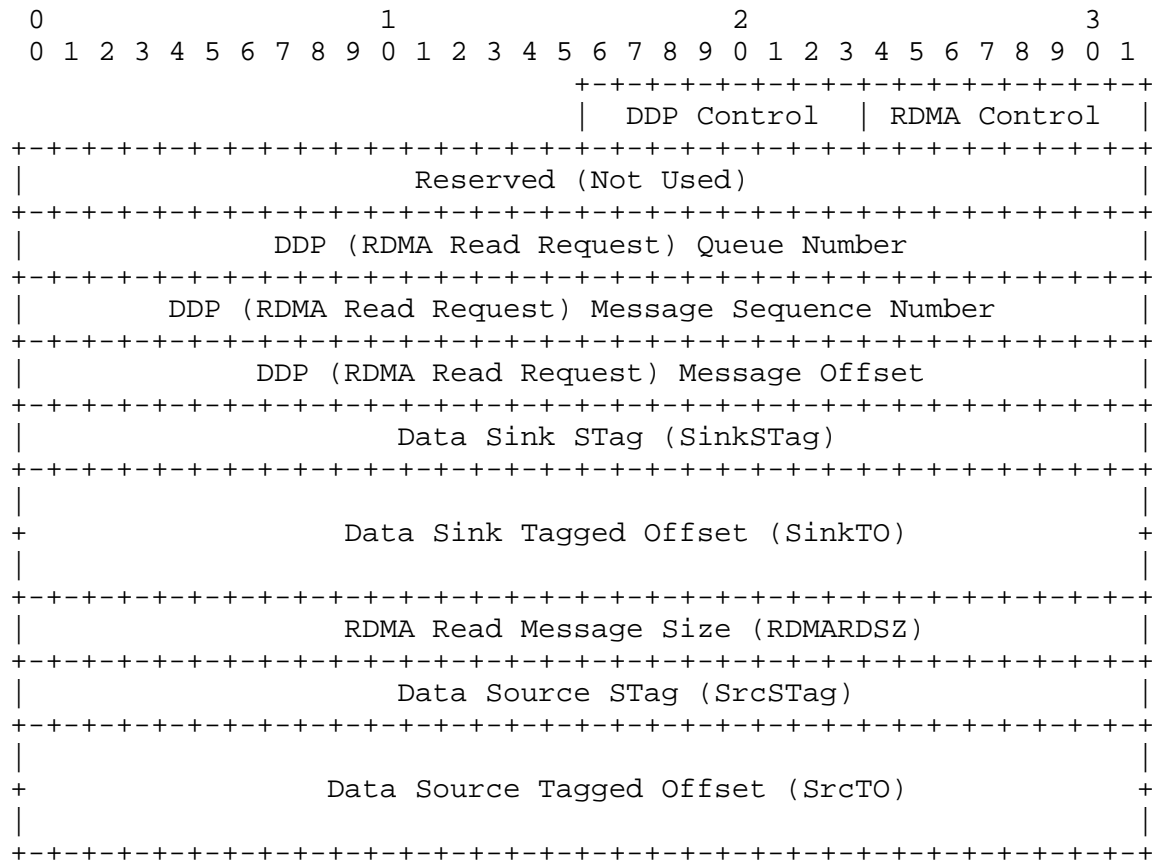 0                   1                   2                   3
0 1 2 3 4 5 6 7 8 9 0 1 2 3 4 5 6 7 8 9 0 1 2 3 4 5 6 7 8 9 0 1
+-+-+-+-+-+-+-+-+-+-+-+-+-+-+-+-+
| DDP Control | RDMA Control |
+-+-+-+-+-+-+-+-+-+-+-+-+-+-+-+-+-+-+-+-+-+-+-+-+-+-+-+-+-+-+-+-+
| Reserved (Not Used) |
+-+-+-+-+-+-+-+-+-+-+-+-+-+-+-+-+-+-+-+-+-+-+-+-+-+-+-+-+-+-+-+-+
| DDP (RDMA Read Request) Queue Number |
+-+-+-+-+-+-+-+-+-+-+-+-+-+-+-+-+-+-+-+-+-+-+-+-+-+-+-+-+-+-+-+-+
| DDP (RDMA Read Request) Message Sequence Number |
+-+-+-+-+-+-+-+-+-+-+-+-+-+-+-+-+-+-+-+-+-+-+-+-+-+-+-+-+-+-+-+-+
| DDP (RDMA Read Request) Message Offset |
+-+-+-+-+-+-+-+-+-+-+-+-+-+-+-+-+-+-+-+-+-+-+-+-+-+-+-+-+-+-+-+-+
| Data Sink STag (SinkSTag) |
+-+-+-+-+-+-+-+-+-+-+-+-+-+-+-+-+-+-+-+-+-+-+-+-+-+-+-+-+-+-+-+-+
| |
+ Data Sink Tagged Offset (SinkTO) +
| |
+-+-+-+-+-+-+-+-+-+-+-+-+-+-+-+-+-+-+-+-+-+-+-+-+-+-+-+-+-+-+-+-+
| RDMA Read Message Size (RDMARDSZ) |
+-+-+-+-+-+-+-+-+-+-+-+-+-+-+-+-+-+-+-+-+-+-+-+-+-+-+-+-+-+-+-+-+
| Data Source STag (SrcSTag) |
+-+-+-+-+-+-+-+-+-+-+-+-+-+-+-+-+-+-+-+-+-+-+-+-+-+-+-+-+-+-+-+-+
| |
+ Data Source Tagged Offset (SrcTO) +
| |
+-+-+-+-+-+-+-+-+-+-+-+-+-+-+-+-+-+-+-+-+-+-+-+-+-+-+-+-+-+-+-+-+